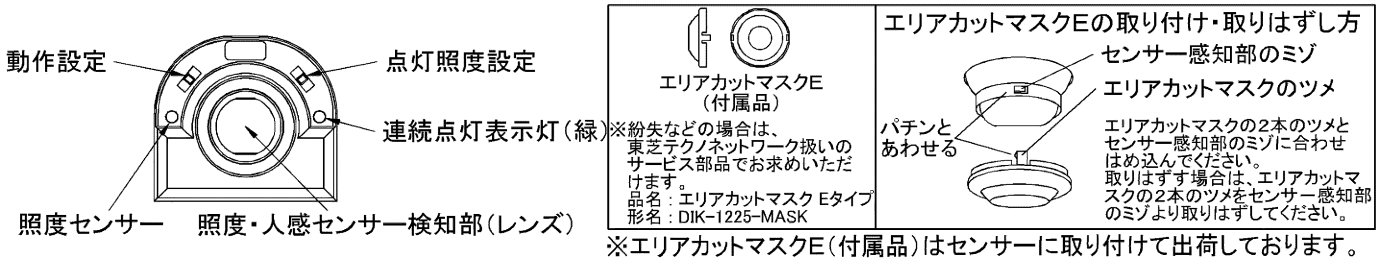 動作設定
点灯照度設定
連続点灯表示灯(緑)
照度センサー
照度・人感センサー検知部(レンズ)
エリアカットマスクE
(付属品)
※紛失などの場合は、
東芝テクノネットワーク扱いの
サービス部品でお求めいただ
けます。
品名:エリアカットマスク Eタイプ
形名:DIK-1225-MASK
エリアカットマスクEの取り付け・取りはずし方
センサー感知部のミゾ
エリアカットマスクのツメ
パチンと
あわせる
エリアカットマスクの2本のツメと
センサー感知部のミゾに合わせ
はめ込んでください。
取りはずす場合は、エリアカットマ
スクの2本のツメをセンサー感知部
のミゾより取りはずしてください。
※エリアカットマスクE(付属品)はセンサーに取り付けて出荷しております。